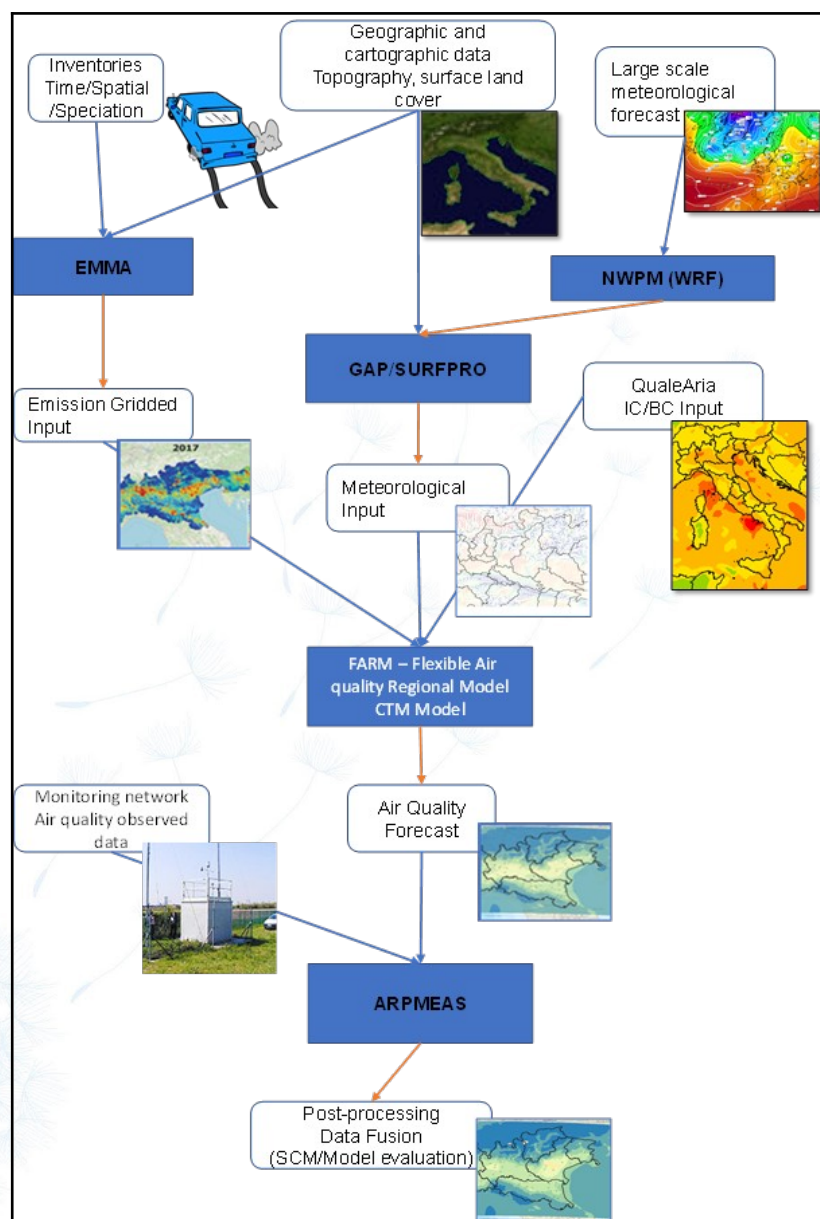 Inventories
Time/Spatial
/Speciation
Geographic and
cartographic data
Topography, surface land
cover
Large scale
meteorological
forecast
EMMA
NWPM (WRF)
GAP/SURFPRO
Emission Gridded
Input
2017
QualeAria
IC/BC Input
Meteorological
Input
FARM – Flexible Air
quality Regional Model
CTM Model
Monitoring network
Air quality observed
data
Air Quality
Forecast
ARPMEAS
Post-processing
Data Fusion
(SCM/Model evaluation)